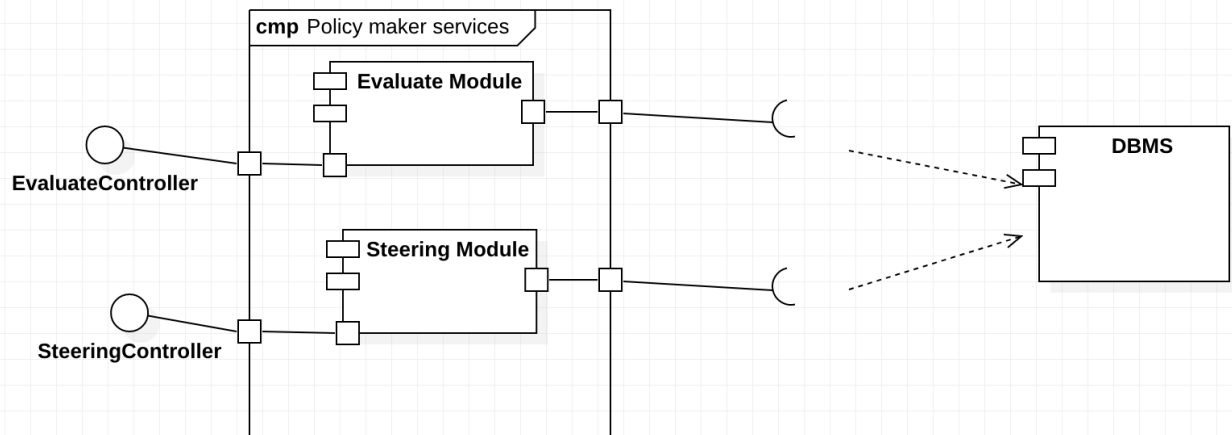 cmp Policy maker services
Evaluate Module
DBMS
EvaluateController
Steering Module
SteeringController